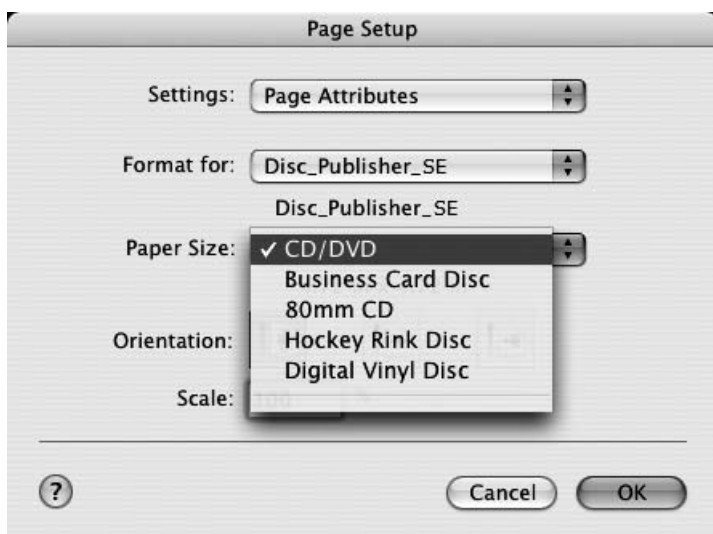 Page Setup
Settings: Page Attributes
Format for: Disc_Publisher_SE
Disc_Publisher_SE
Paper Size: ✓ CD/DVD
Business Card Disc
80mm CD
Orientation: Hockey Rink Disc
Digital Vinyl Disc
Scale: 100
? Cancel OK